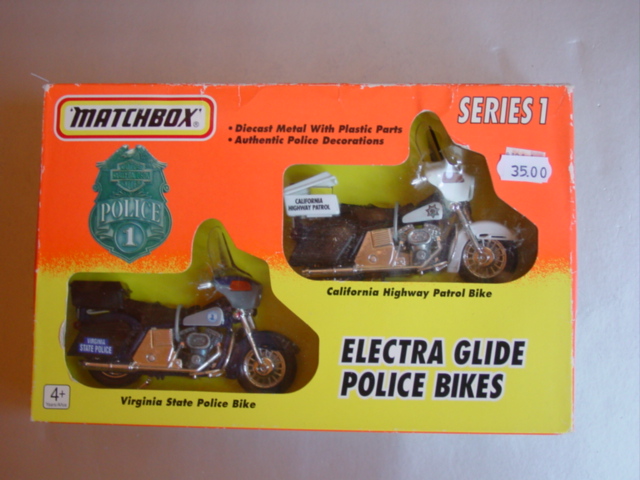 MATCHBOX®
SERIES 1
• Diecast Metal With Plastic Parts
• Authentic Police Decorations
35.00
POLICE
1
CALIFORNIA
HIGHWAY PATROL
California Highway Patrol Bike
VIRGINIA
STATE POLICE
ELECTRA GLIDE
POLICE BIKES
4+
Virginia State Police Bike